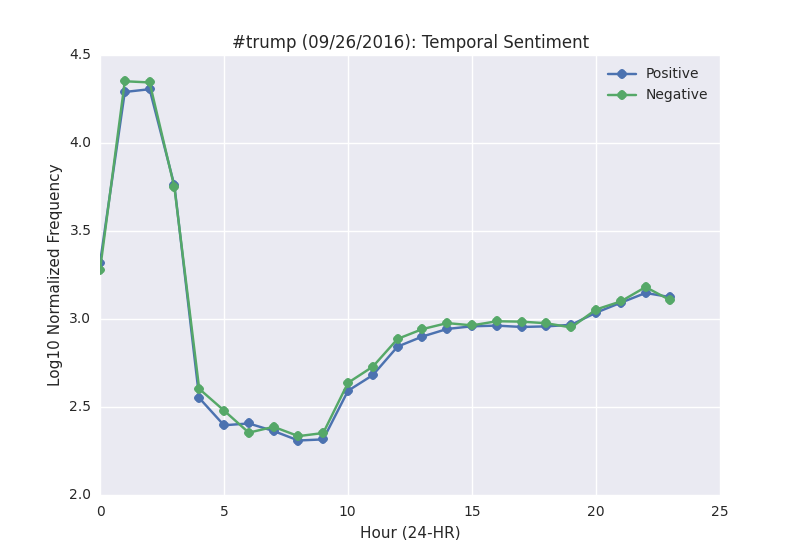 #trump (09/26/2016): Temporal Sentiment
4.5
4.0
3.5
3.0
2.5
2.0
Log10 Normalized Frequency
Positive
Negative
0 5 10 15 20 25
Hour (24-HR)